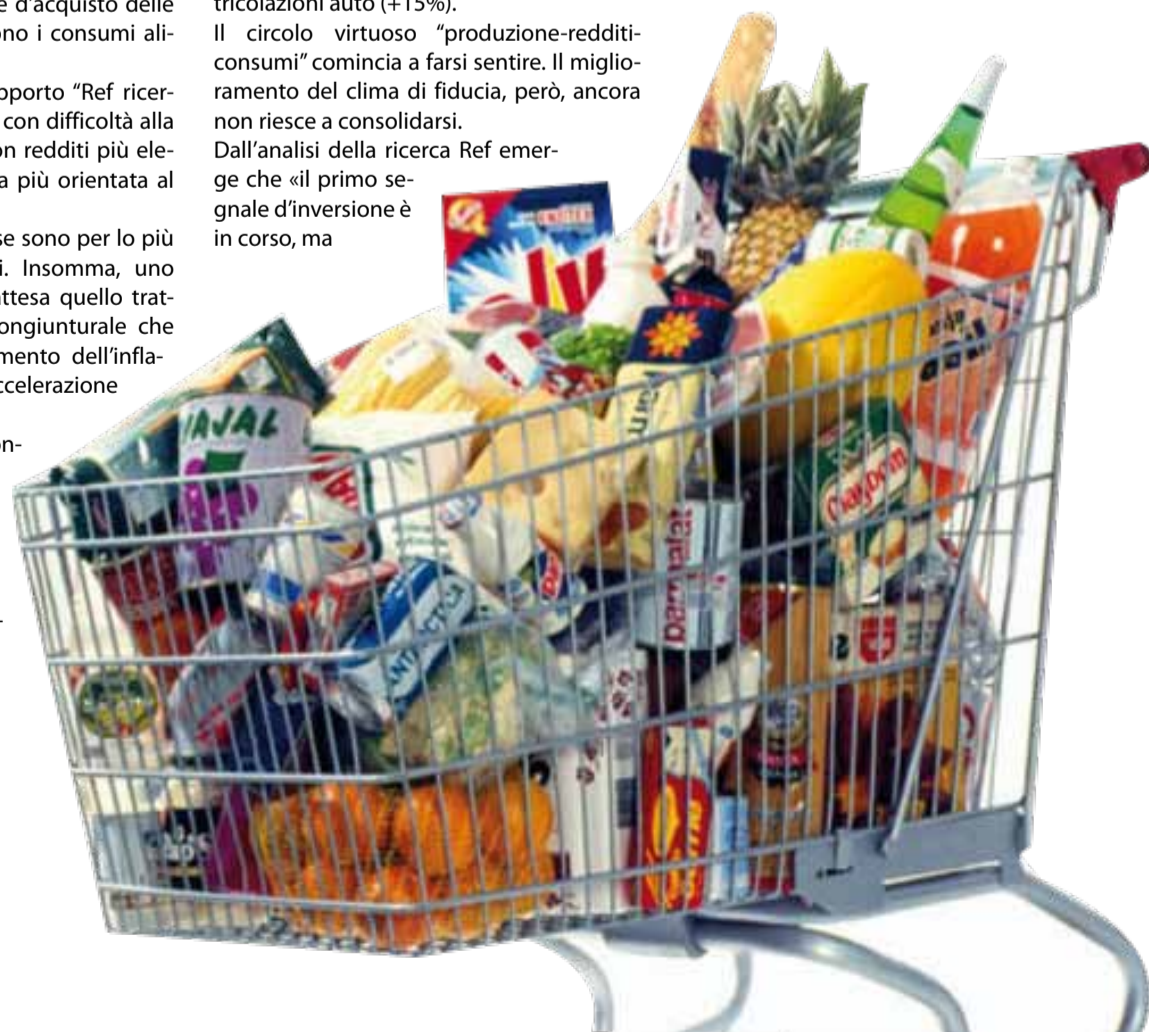 e d'acquisto delle
ono i consumi ali-
pporto “Ref ricer-
con difficoltà alla
on redditi più ele-
a più orientata al
se sono per lo più
i. Insomma, uno
attesa quello trat-
ongiunturale che
mento dell'infla-
ccelerazione
on-
tricolazioni auto (+15%).
Il circolo virtuoso “produzione-redditi-
consumi” comincia a farsi sentire. Il miglio-
ramento del clima di fiducia, però, ancora
non riesce a consolidarsi.
Dall'analisi della ricerca Ref emer-
ge che «il primo se-
gnale d'inversione è
in corso, ma
parmalat